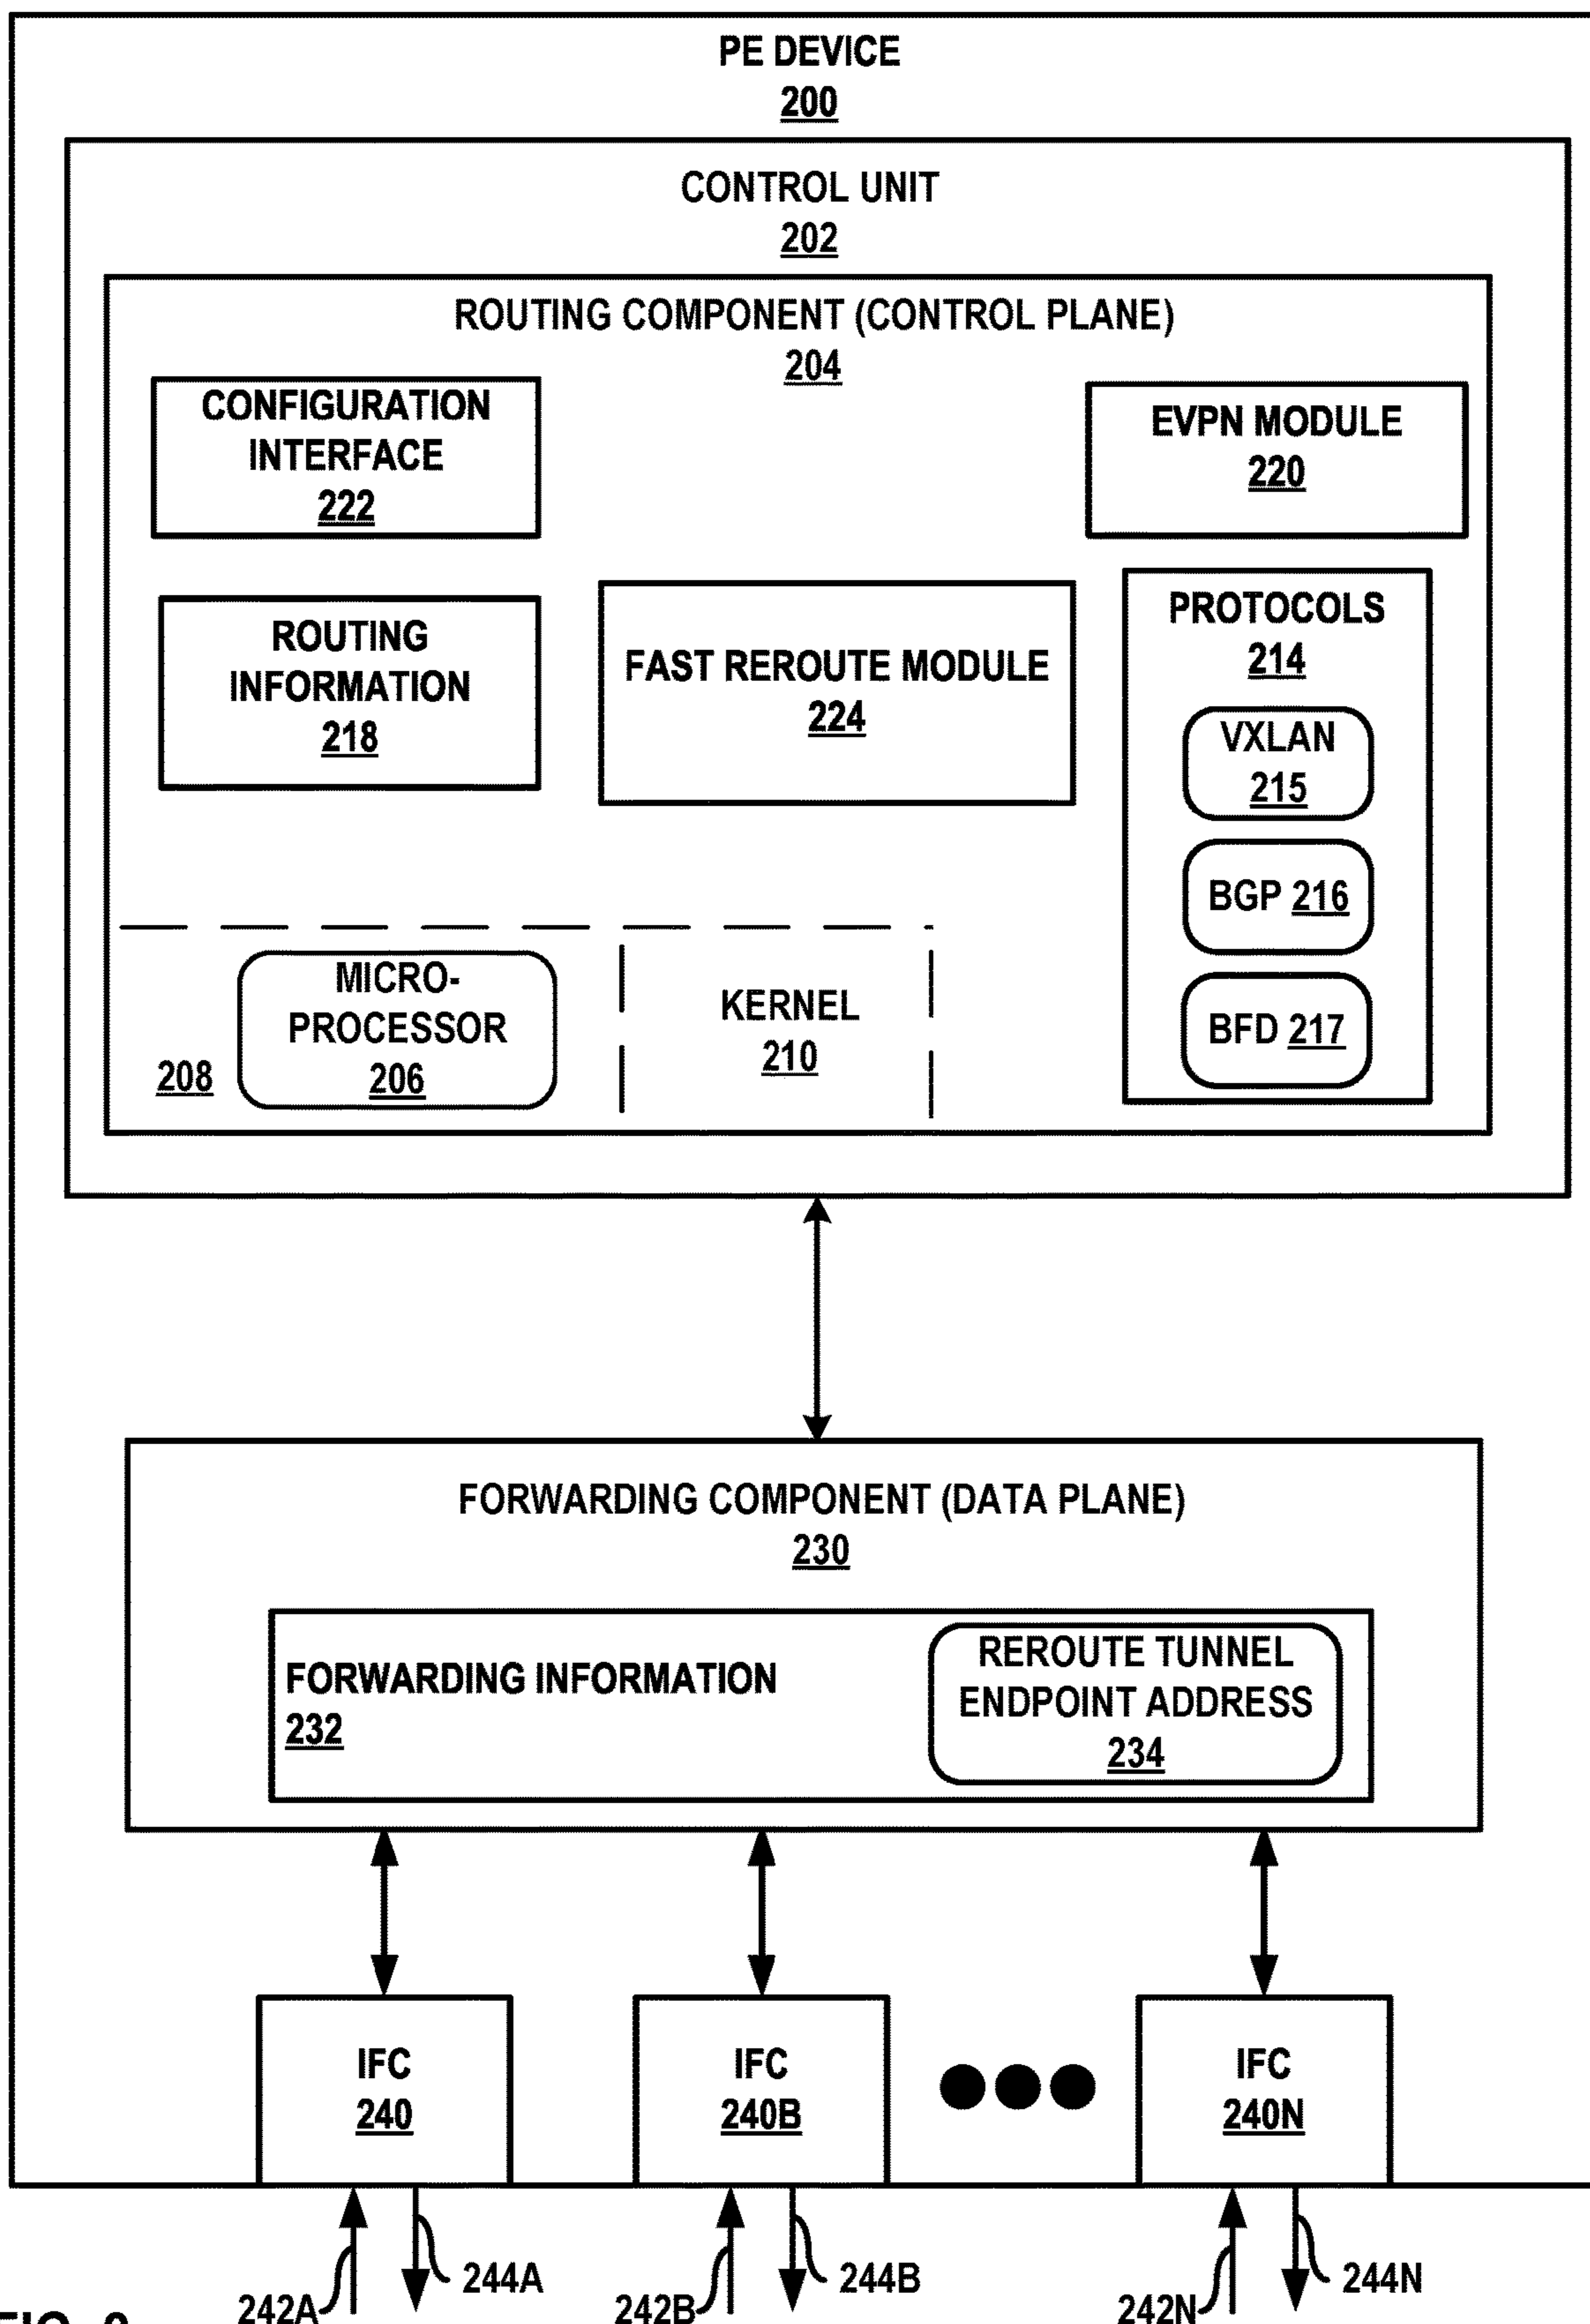 PE DEVICE
200
CONTROL UNIT
202
ROUTING COMPONENT (CONTROL PLANE)
204
CONFIGURATION
INTERFACE
222
EVPN MODULE
220
ROUTING
INFORMATION
218
FAST REROUTE MODULE
224
PROTOCOLS
214
VXLAN
215
BGP 216
BFD 217
MICRO-
PROCESSOR
206
208
KERNEL
210
FORWARDING COMPONENT (DATA PLANE)
230
FORWARDING INFORMATION
232
REROUTE TUNNEL
ENDPOINT ADDRESS
234
IFC
240
IFC
240B
IFC
240N
242A
244A
242B
244B
242N
244N